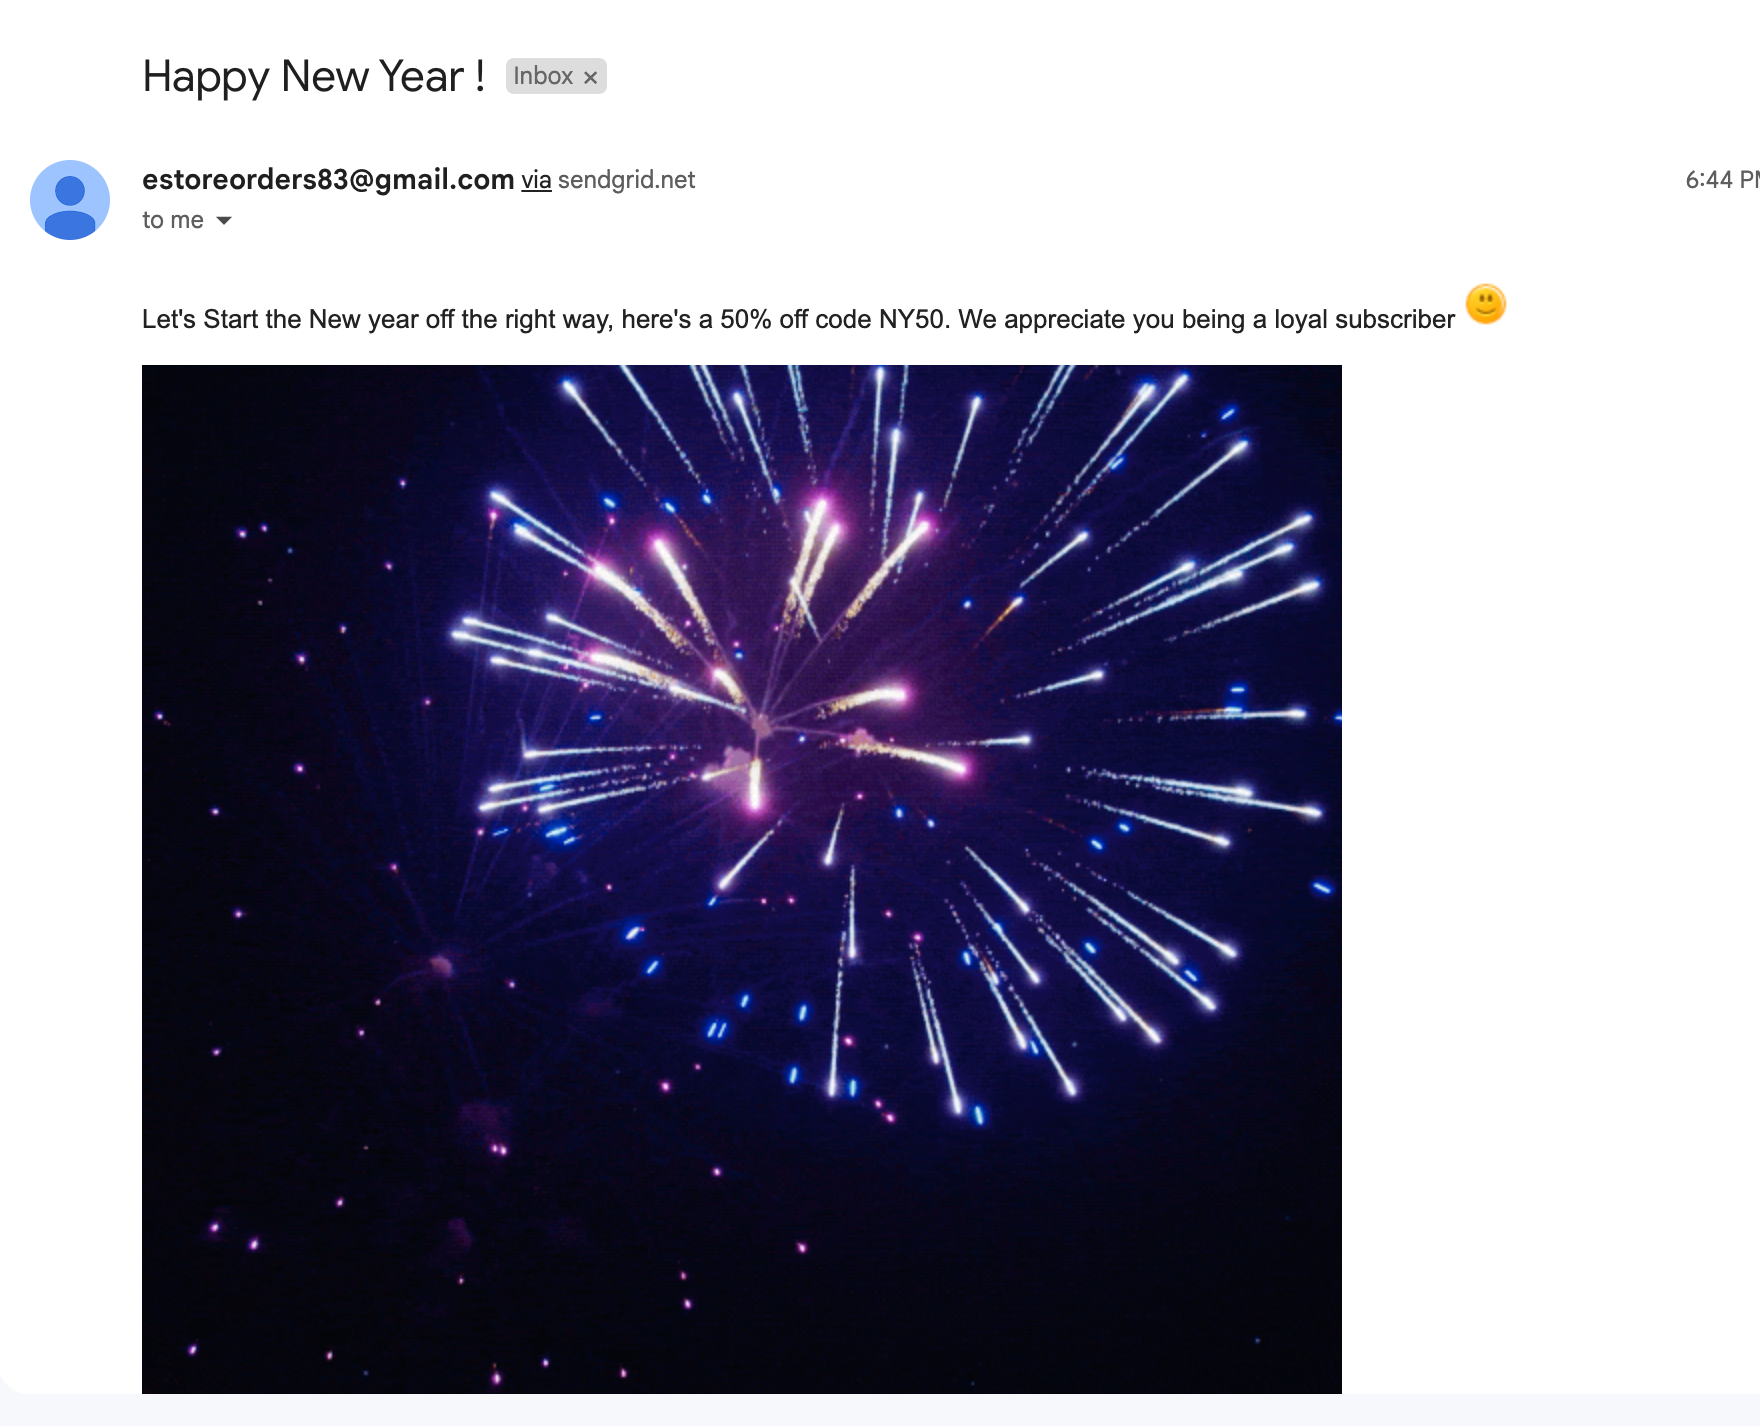 Happy New Year ! Inbox ×
estoreorders83@gmail.com via sendgrid.net 6:44
to me
Let's Start the New year off the right way, here's a 50% off code NY50. We appreciate you being a loyal subscriber